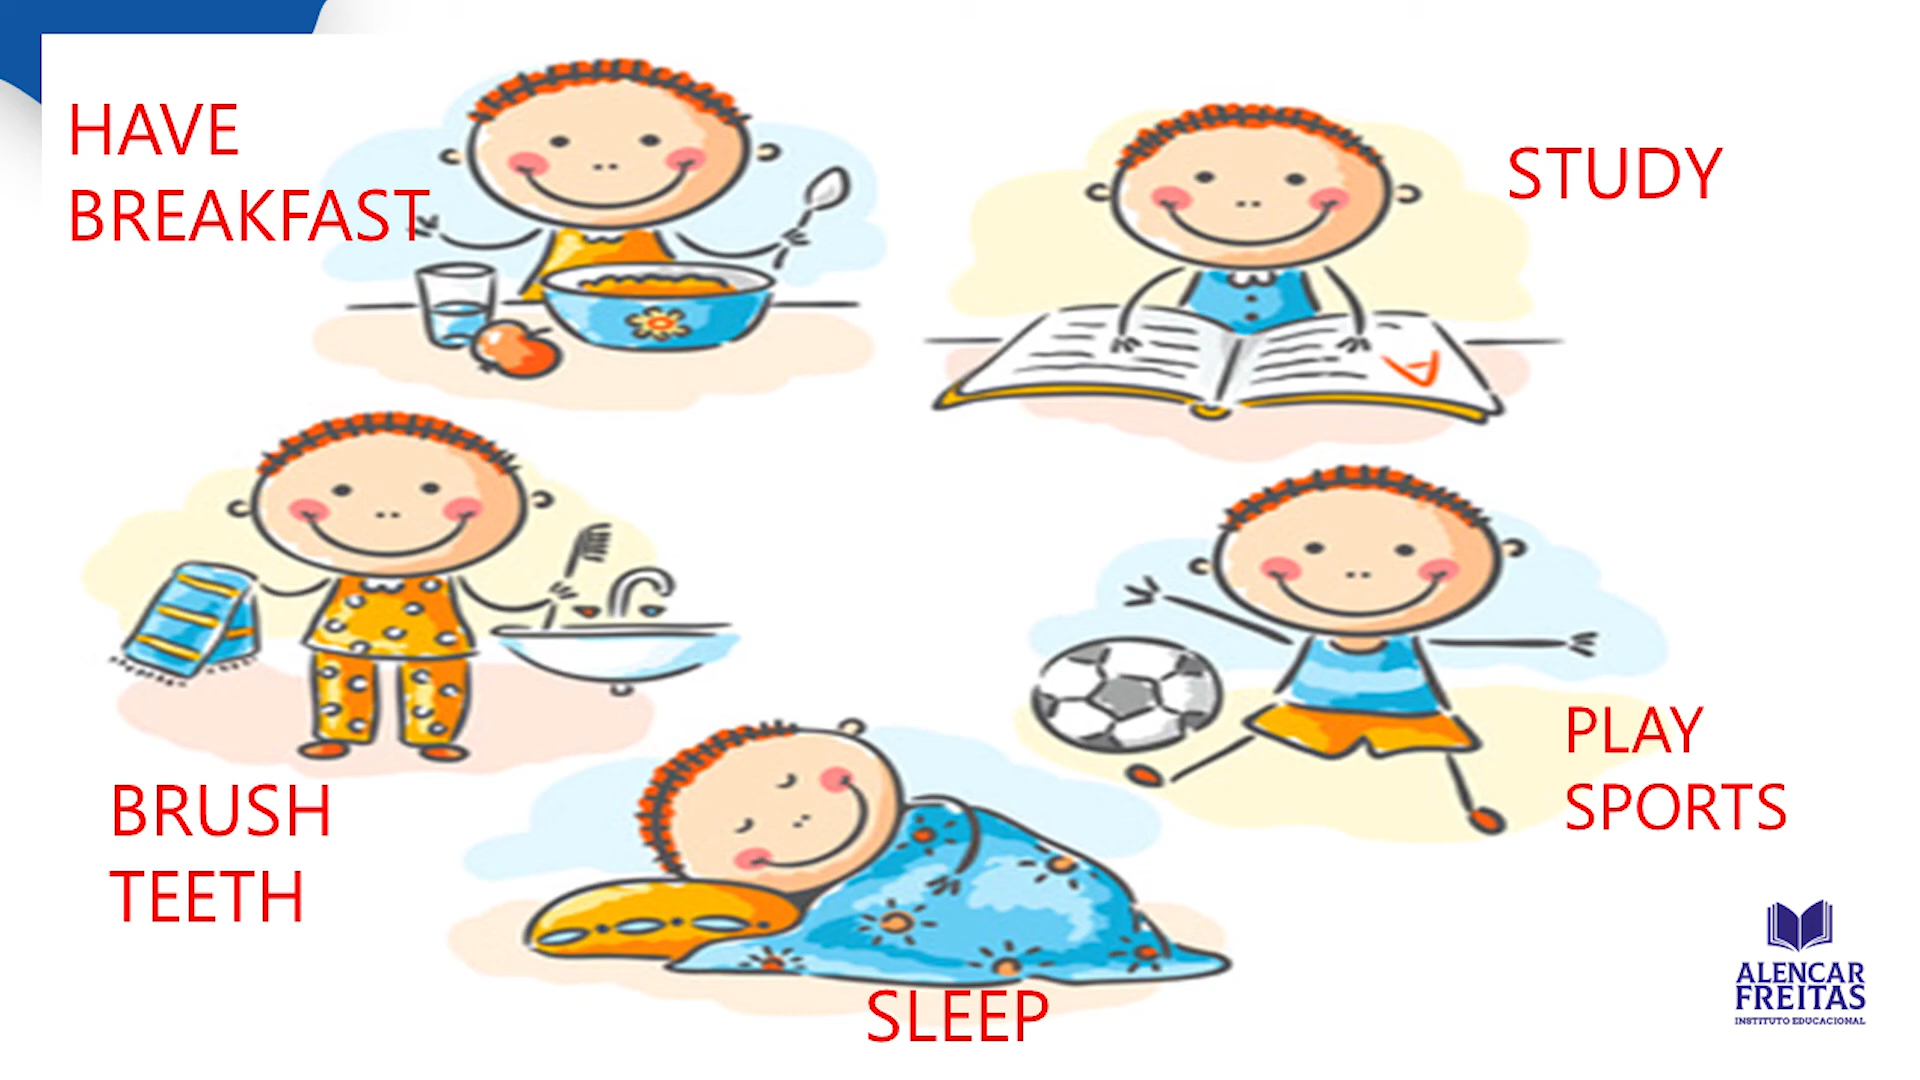 HAVE
BREAKFAST
STUDY
BRUSH
TEETH
PLAY
SPORTS
SLEEP
ALENCAR
FREITAS
INSTITUTO EDUCACIONAL